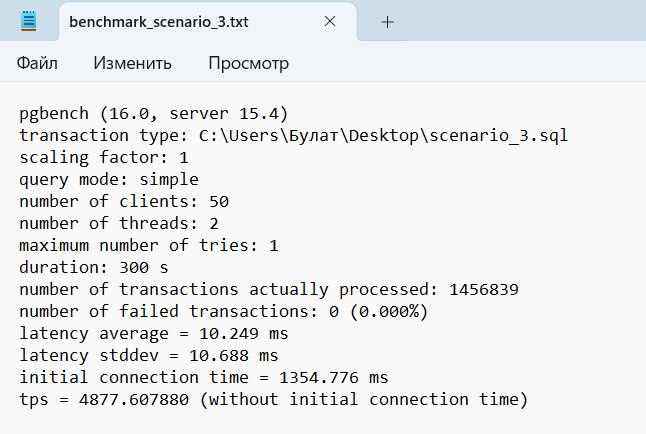 benchmark_scenario_3.txt
Файл Изменить Просмотр
pgbench (16.0, server 15.4)
transaction type: C:\Users\Булат\Desktop\scenario_3.sql
scaling factor: 1
query mode: simple
number of clients: 50
number of threads: 2
maximum number of tries: 1
duration: 300 s
number of transactions actually processed: 1456839
number of failed transactions: 0 (0.000%)
latency average = 10.249 ms
latency stddev = 10.688 ms
initial connection time = 1354.776 ms
tps = 4877.607880 (without initial connection time)